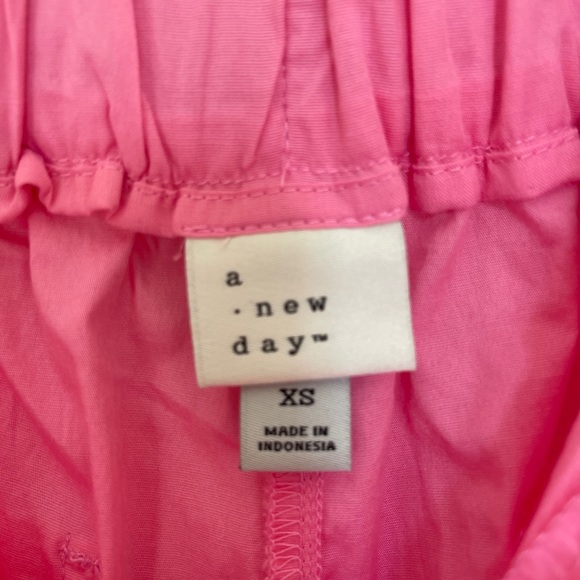 a
· new
day™
XS
MADE IN
INDONESIA